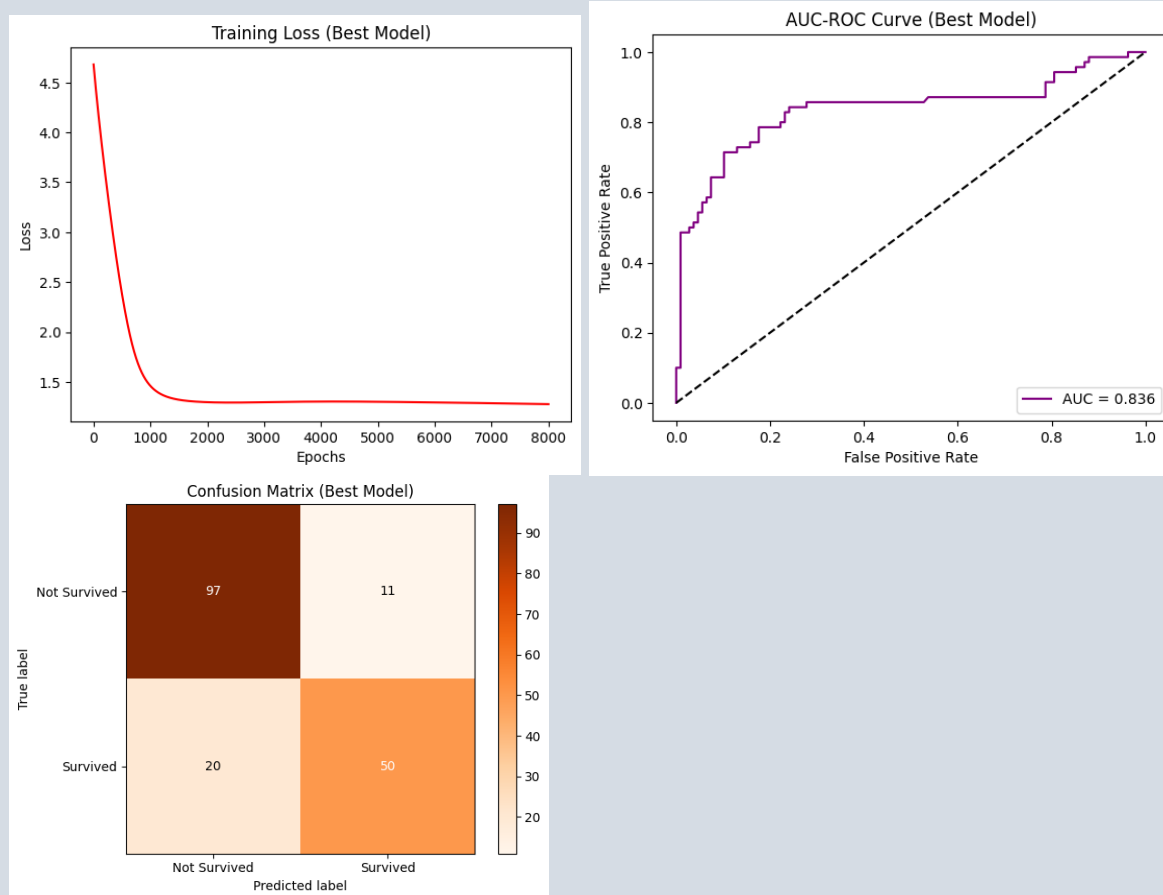 Training Loss (Best Model)
4.5
4.0
3.5
3.0
2.5
2.0
1.5
Loss
0 1000 2000 3000 4000 5000 6000 7000 8000
Epochs
AUC-ROC Curve (Best Model)
1.0
0.8
0.6
0.4
0.2
0.0
True Positive Rate
AUC = 0.836
0.0 0.2 0.4 0.6 0.8 1.0
False Positive Rate
Confusion Matrix (Best Model)
Not Survived
Survived
True label
97 11
20 50
Not Survived Survived
Predicted label
90
80
70
60
50
40
30
20